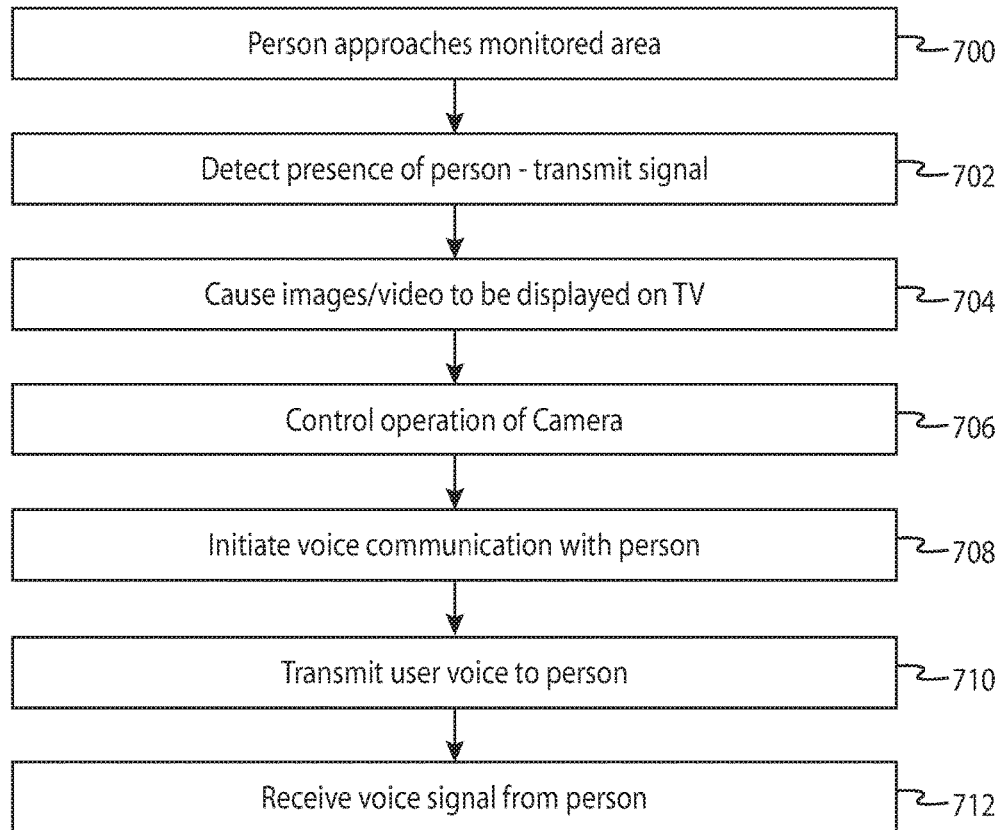 Person approaches monitored area
700
Detect presence of person - transmit signal
702
Cause images/video to be displayed on TV
704
Control operation of Camera
706
Initiate voice communication with person
708
Transmit user voice to person
710
Receive voice signal from person
712